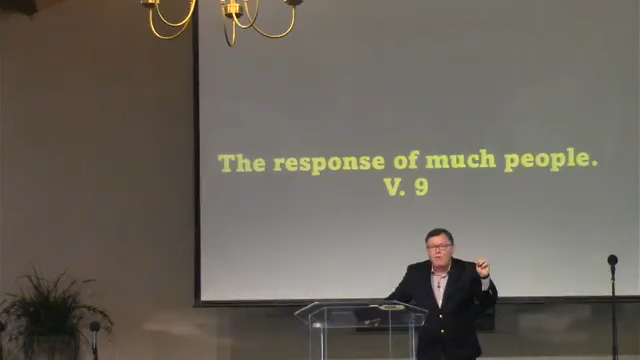 The response of much people.
V. 9